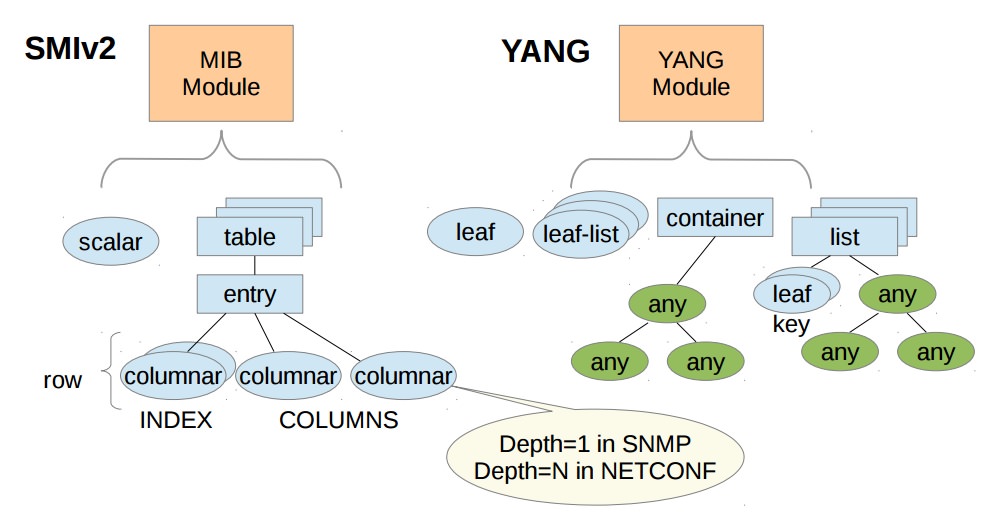 SMIv2
MIB
Module
scalar
table
entry
row
columnar
columnar
columnar
INDEX
COLUMNS
YANG
YANG
Module
leaf
leaf-list
container
list
any
any
any
leaf
key
any
any
any
Depth=1 in SNMP
Depth=N in NETCONF